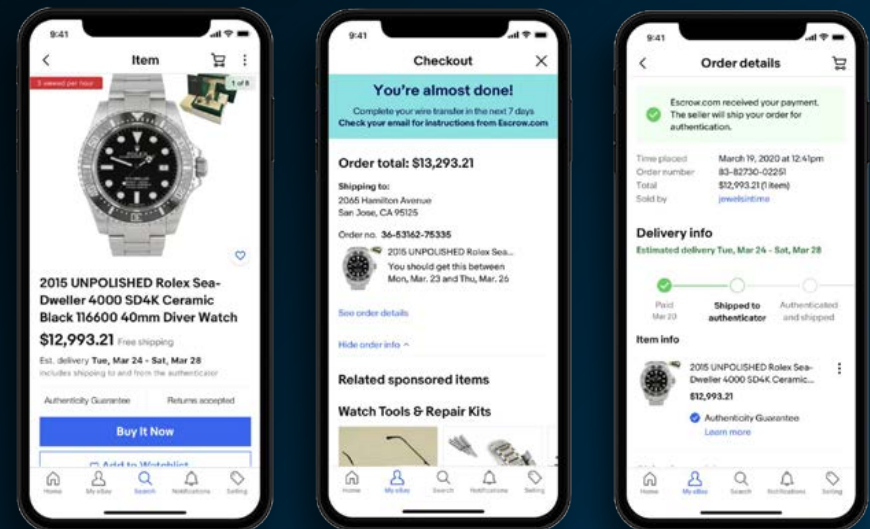 9:41
Item
3 viewed per hour
1 of 8
2015 UNPOLISHED Rolex Sea-
Dweller 4000 SD4K Ceramic
Black 116600 40mm Diver Watch
$12,993.21 Free shipping
Est. delivery Tue, Mar 24 - Sat, Mar 28
Includes shipping to and from the authenticator
Authenticity Guarantee
Returns accepted
Buy It Now
Add to Watchlist
Home
My eBay
Search
Notifications
Selling
9:41
Checkout
You're almost done!
Complete your wire transfer in the next 7 days
Check your email for instructions from Escrow.com
Order total: $13,293.21
Shipping to:
2065 Hamilton Avenue
San Jose, CA 95125
Order no. 36-53162-75335
2015 UNPOLISHED Rolex Sea...
You should get this between
Mon, Mar. 23 and Thu, Mar. 26
See order details
Hide order info
Related sponsored items
Watch Tools & Repair Kits
Home
My eBay
Search
Notifications
Selling
9:41
Order details
Escrow.com received your payment.
The seller will ship your order for
authentication.
Time placed March 19, 2020 at 12:41pm
Order number 83-82730-02251
Total $12,993.21 (1 item)
Sold by jewelsintime
Delivery info
Estimated delivery Tue, Mar 24 - Sat, Mar 28
Paid
Mar 20
Shipped to
authenticator
Authenticated
and shipped
Item info
2015 UNPOLISHED Rolex Sea-
Dweller 4000 SD4K Ceramic...
$12,993.21
Authenticity Guarantee
Learn more
Home
My eBay
Search
Notifications
Selling